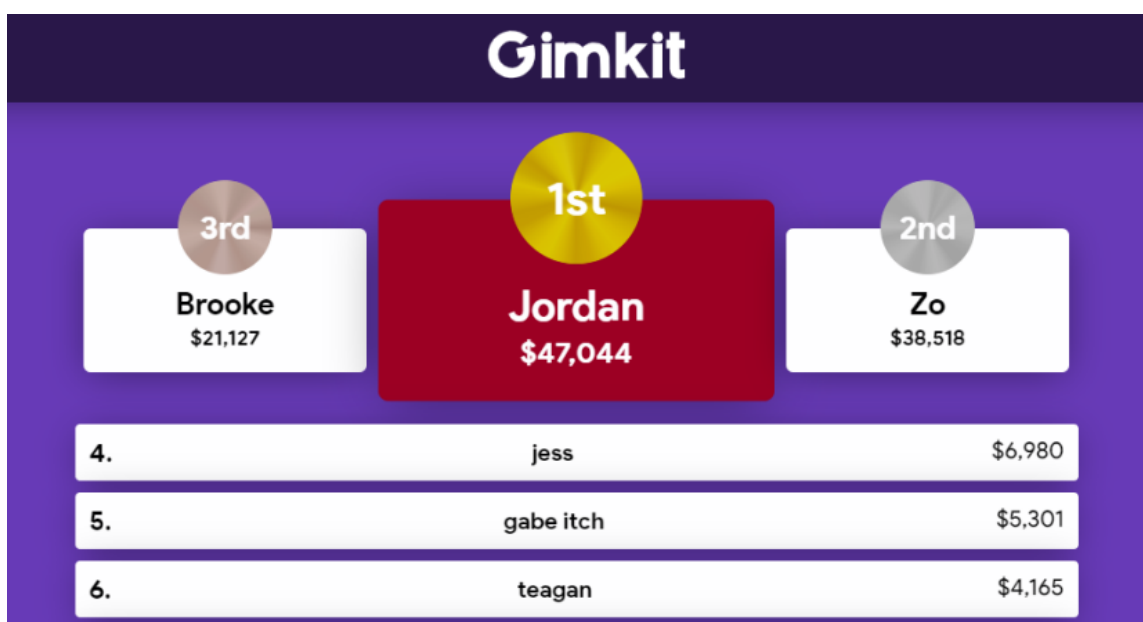 Gimkit
3rd
Brooke
$21,127
1st
Jordan
$47,044
2nd
Zo
$38,518
4. jess $6,980
5. gabe itch $5,301
6. teagan $4,165